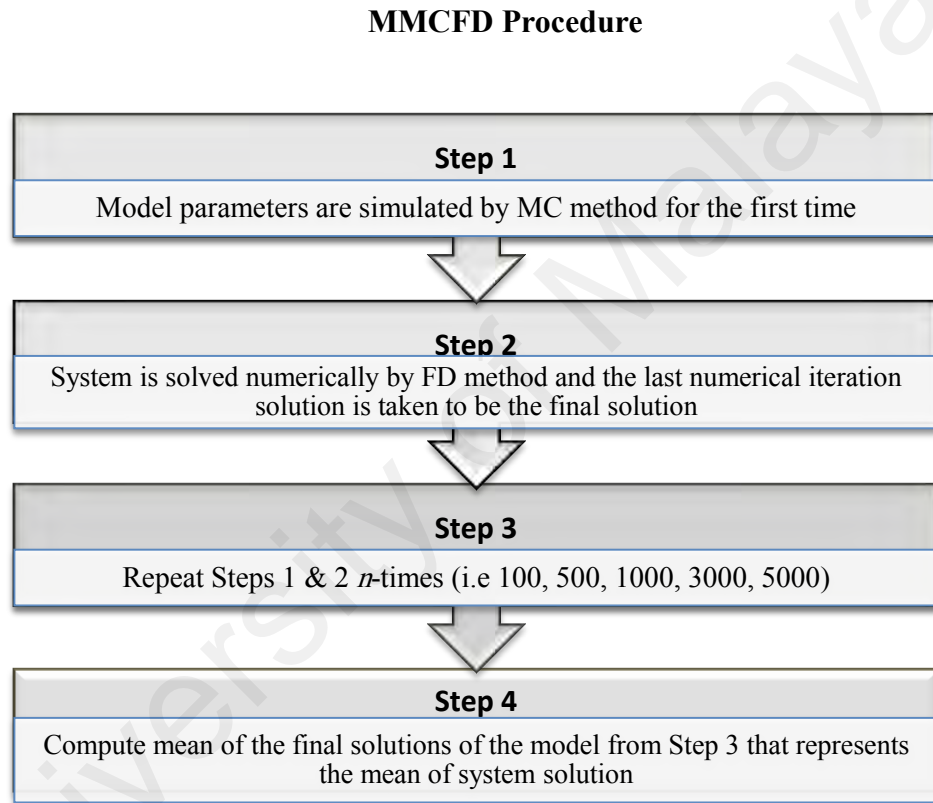 MMCFD Procedure
Step 1
Model parameters are simulated by MC method for the first time
Step 2
System is solved numerically by FD method and the last numerical iteration
solution is taken to be the final solution
Step 3
Repeat Steps 1 & 2 n-times (i.e 100, 500, 1000, 3000, 5000)
Step 4
Compute mean of the final solutions of the model from Step 3 that represents
the mean of system solution
iversity of Malaya